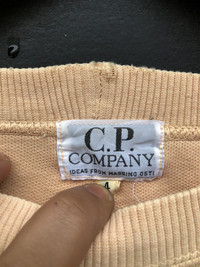 C.P.
COMPANY
IDEAS FROM MASSIMO OSTI
4